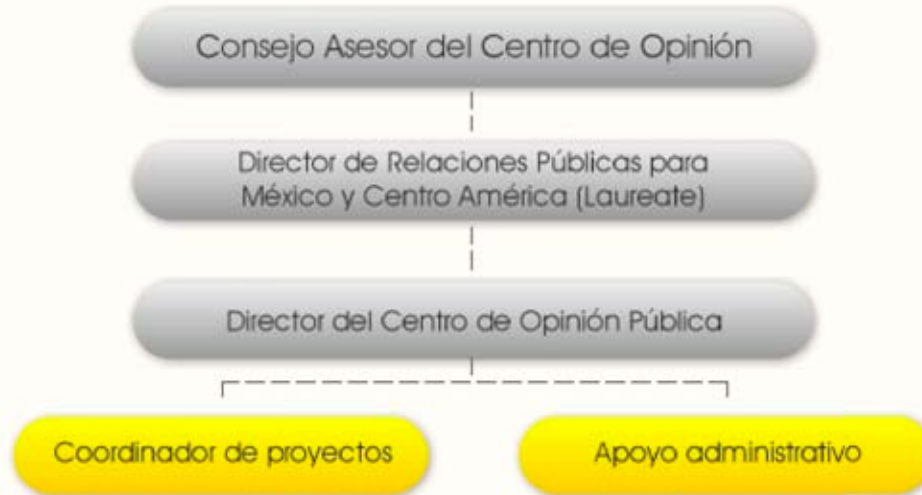 Consejo Asesor del Centro de Opinión
Director de Relaciones Públicas para
México y Centro América (Laureate)
Director del Centro de Opinión Pública
Coordinador de proyectos
Apoyo administrativo